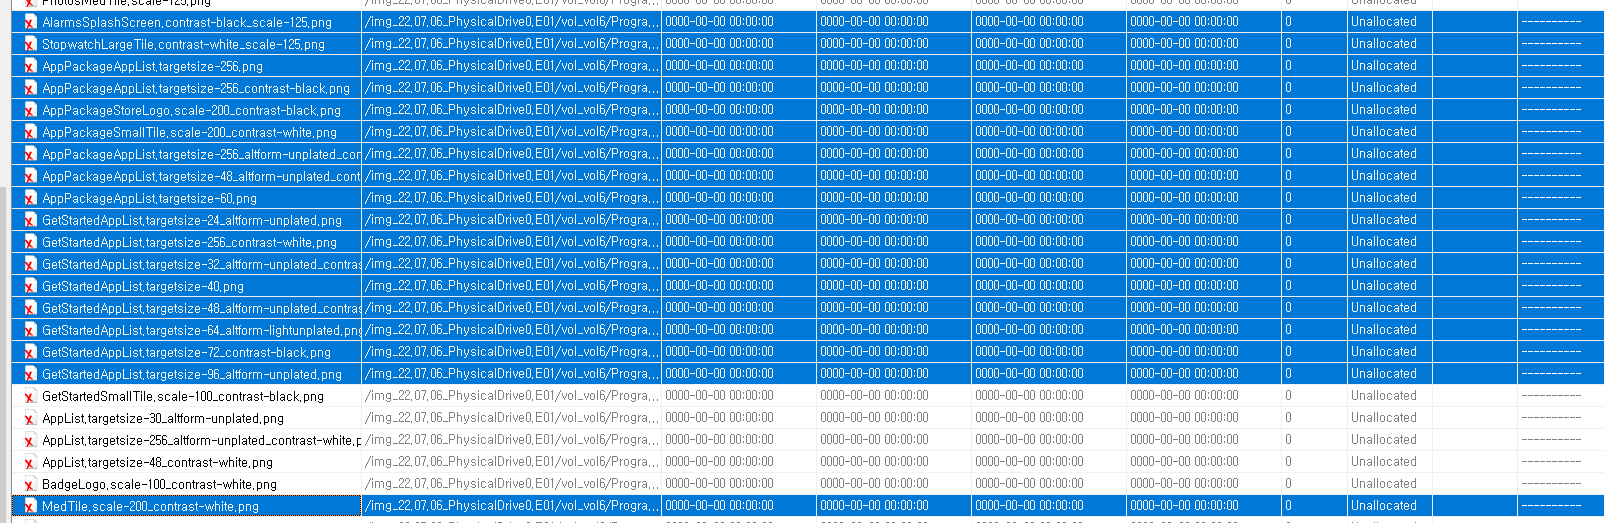 PhotosMedTile,scale-125,png /img_22,07,06_PhysicalDrive0,E01/vol_vol6/Progra,,, 0000-00-00 00:00:00 0000-00-00 00:00:00 0000-00-00 00:00:00 0000-00-00 00:00:00 0 Unallocated ----------
AlarmsSplashScreen,contrast-black_scale-125,png /img_22,07,06_PhysicalDrive0,E01/vol_vol6/Progra,,, 0000-00-00 00:00:00 0000-00-00 00:00:00 0000-00-00 00:00:00 0000-00-00 00:00:00 0 Unallocated ----------
StopwatchLargeTile,contrast-white_scale-125,png /img_22,07,06_PhysicalDrive0,E01/vol_vol6/Progra,,, 0000-00-00 00:00:00 0000-00-00 00:00:00 0000-00-00 00:00:00 0000-00-00 00:00:00 0 Unallocated ----------
AppPackageAppList,targetsize-256,png /img_22,07,06_PhysicalDrive0,E01/vol_vol6/Progra,,, 0000-00-00 00:00:00 0000-00-00 00:00:00 0000-00-00 00:00:00 0000-00-00 00:00:00 0 Unallocated ----------
AppPackageAppList,targetsize-256_contrast-black,png /img_22,07,06_PhysicalDrive0,E01/vol_vol6/Progra,,, 0000-00-00 00:00:00 0000-00-00 00:00:00 0000-00-00 00:00:00 0000-00-00 00:00:00 0 Unallocated ----------
AppPackageStoreLogo,scale-200_contrast-black,png /img_22,07,06_PhysicalDrive0,E01/vol_vol6/Progra,,, 0000-00-00 00:00:00 0000-00-00 00:00:00 0000-00-00 00:00:00 0000-00-00 00:00:00 0 Unallocated ----------
AppPackageSmallTile,scale-200_contrast-white,png /img_22,07,06_PhysicalDrive0,E01/vol_vol6/Progra,,, 0000-00-00 00:00:00 0000-00-00 00:00:00 0000-00-00 00:00:00 0000-00-00 00:00:00 0 Unallocated ----------
AppPackageAppList,targetsize-256_altform-unplated_con /img_22,07,06_PhysicalDrive0,E01/vol_vol6/Progra,,, 0000-00-00 00:00:00 0000-00-00 00:00:00 0000-00-00 00:00:00 0000-00-00 00:00:00 0 Unallocated ----------
AppPackageAppList,targetsize-48_altform-unplated_cont /img_22,07,06_PhysicalDrive0,E01/vol_vol6/Progra,,, 0000-00-00 00:00:00 0000-00-00 00:00:00 0000-00-00 00:00:00 0000-00-00 00:00:00 0 Unallocated ----------
AppPackageAppList,targetsize-60,png /img_22,07,06_PhysicalDrive0,E01/vol_vol6/Progra,,, 0000-00-00 00:00:00 0000-00-00 00:00:00 0000-00-00 00:00:00 0000-00-00 00:00:00 0 Unallocated ----------
GetStartedAppList,targetsize-24_altform-unplated,png /img_22,07,06_PhysicalDrive0,E01/vol_vol6/Progra,,, 0000-00-00 00:00:00 0000-00-00 00:00:00 0000-00-00 00:00:00 0000-00-00 00:00:00 0 Unallocated ----------
GetStartedAppList,targetsize-256_contrast-white,png /img_22,07,06_PhysicalDrive0,E01/vol_vol6/Progra,,, 0000-00-00 00:00:00 0000-00-00 00:00:00 0000-00-00 00:00:00 0000-00-00 00:00:00 0 Unallocated ----------
GetStartedAppList,targetsize-32_altform-unplated_contras /img_22,07,06_PhysicalDrive0,E01/vol_vol6/Progra,,, 0000-00-00 00:00:00 0000-00-00 00:00:00 0000-00-00 00:00:00 0000-00-00 00:00:00 0 Unallocated ----------
GetStartedAppList,targetsize-40,png /img_22,07,06_PhysicalDrive0,E01/vol_vol6/Progra,,, 0000-00-00 00:00:00 0000-00-00 00:00:00 0000-00-00 00:00:00 0000-00-00 00:00:00 0 Unallocated ----------
GetStartedAppList,targetsize-48_altform-unplated_contras /img_22,07,06_PhysicalDrive0,E01/vol_vol6/Progra,,, 0000-00-00 00:00:00 0000-00-00 00:00:00 0000-00-00 00:00:00 0000-00-00 00:00:00 0 Unallocated ----------
GetStartedAppList,targetsize-64_altform-lightunplated,png /img_22,07,06_PhysicalDrive0,E01/vol_vol6/Progra,,, 0000-00-00 00:00:00 0000-00-00 00:00:00 0000-00-00 00:00:00 0000-00-00 00:00:00 0 Unallocated ----------
GetStartedAppList,targetsize-72_contrast-black,png /img_22,07,06_PhysicalDrive0,E01/vol_vol6/Progra,,, 0000-00-00 00:00:00 0000-00-00 00:00:00 0000-00-00 00:00:00 0000-00-00 00:00:00 0 Unallocated ----------
GetStartedAppList,targetsize-96_altform-unplated,png /img_22,07,06_PhysicalDrive0,E01/vol_vol6/Progra,,, 0000-00-00 00:00:00 0000-00-00 00:00:00 0000-00-00 00:00:00 0000-00-00 00:00:00 0 Unallocated ----------
GetStartedSmallTile,scale-100_contrast-black,png /img_22,07,06_PhysicalDrive0,E01/vol_vol6/Progra,,, 0000-00-00 00:00:00 0000-00-00 00:00:00 0000-00-00 00:00:00 0000-00-00 00:00:00 0 Unallocated ----------
AppList,targetsize-30_altform-unplated,png /img_22,07,06_PhysicalDrive0,E01/vol_vol6/Progra,,, 0000-00-00 00:00:00 0000-00-00 00:00:00 0000-00-00 00:00:00 0000-00-00 00:00:00 0 Unallocated ----------
AppList,targetsize-256_altform-unplated_contrast-white,p /img_22,07,06_PhysicalDrive0,E01/vol_vol6/Progra,,, 0000-00-00 00:00:00 0000-00-00 00:00:00 0000-00-00 00:00:00 0000-00-00 00:00:00 0 Unallocated ----------
AppList,targetsize-48_contrast-white,png /img_22,07,06_PhysicalDrive0,E01/vol_vol6/Progra,,, 0000-00-00 00:00:00 0000-00-00 00:00:00 0000-00-00 00:00:00 0000-00-00 00:00:00 0 Unallocated ----------
BadgeLogo,scale-100_contrast-white,png /img_22,07,06_PhysicalDrive0,E01/vol_vol6/Progra,,, 0000-00-00 00:00:00 0000-00-00 00:00:00 0000-00-00 00:00:00 0000-00-00 00:00:00 0 Unallocated ----------
MedTile,scale-200_contrast-white,png /img_22,07,06_PhysicalDrive0,E01/vol_vol6/Progra,,, 0000-00-00 00:00:00 0000-00-00 00:00:00 0000-00-00 00:00:00 0000-00-00 00:00:00 0 Unallocated ----------